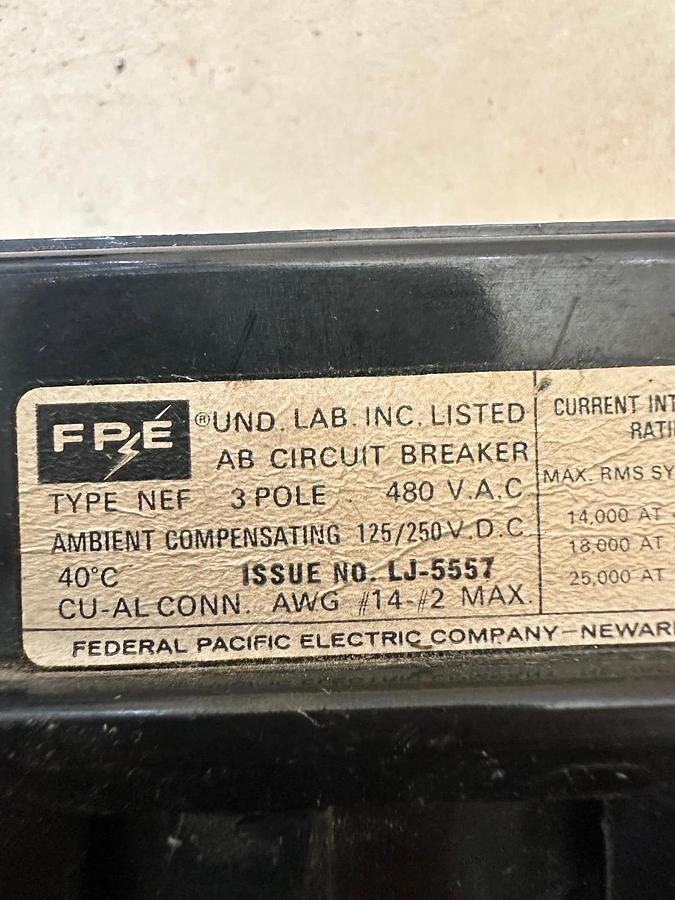 FPE ®UND. LAB. INC. LISTED
AB CIRCUIT BREAKER
TYPE NEF 3 POLE 480 V.A.C
AMBIENT COMPENSATING 125/250 V.D.C
40°C ISSUE NO. LJ-5557
CU-AL CONN. AWG #14-#2 MAX.
CURRENT INT
RATI
MAX. RMS SY
14,000 AT
18,000 AT
25,000 AT
FEDERAL PACIFIC ELECTRIC COMPANY—NEWAR